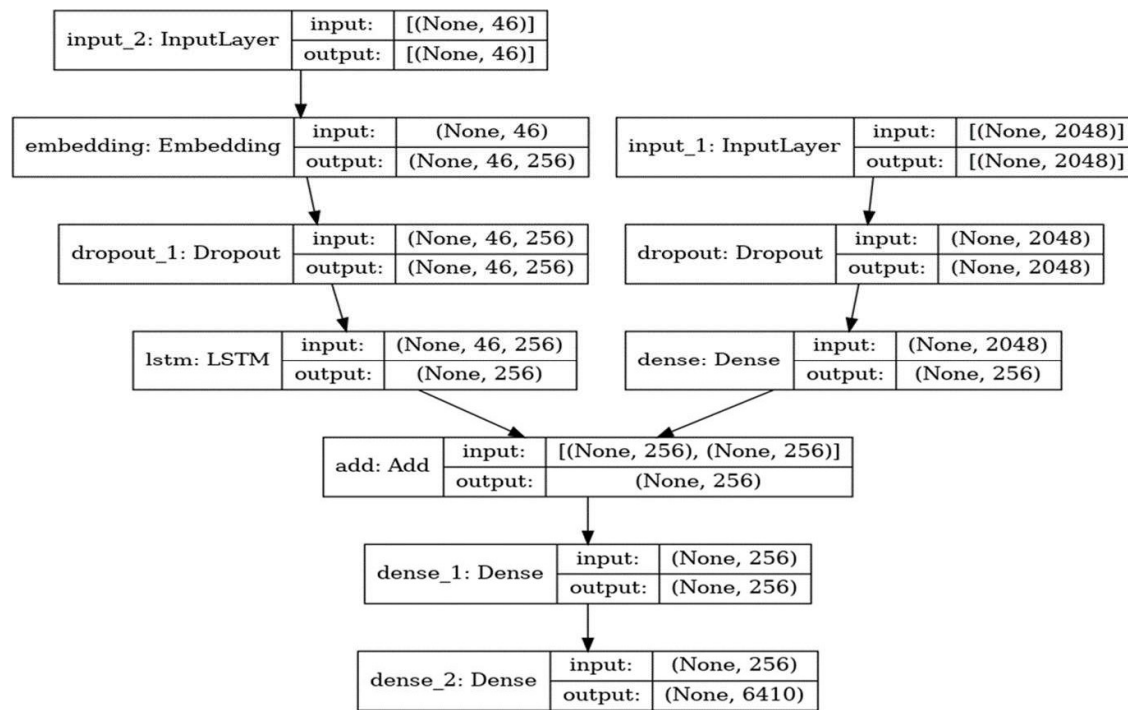 input_2: InputLayer
input: [(None, 46)]
output: [(None, 46)]
embedding: Embedding
input: (None, 46)
output: (None, 46, 256)
input_1: InputLayer
input: [(None, 2048)]
output: [(None, 2048)]
dropout_1: Dropout
input: (None, 46, 256)
output: (None, 46, 256)
dropout: Dropout
input: (None, 2048)
output: (None, 2048)
lstm: LSTM
input: (None, 46, 256)
output: (None, 256)
dense: Dense
input: (None, 2048)
output: (None, 256)
add: Add
input: [(None, 256), (None, 256)]
output: (None, 256)
dense_1: Dense
input: (None, 256)
output: (None, 256)
dense_2: Dense
input: (None, 256)
output: (None, 6410)